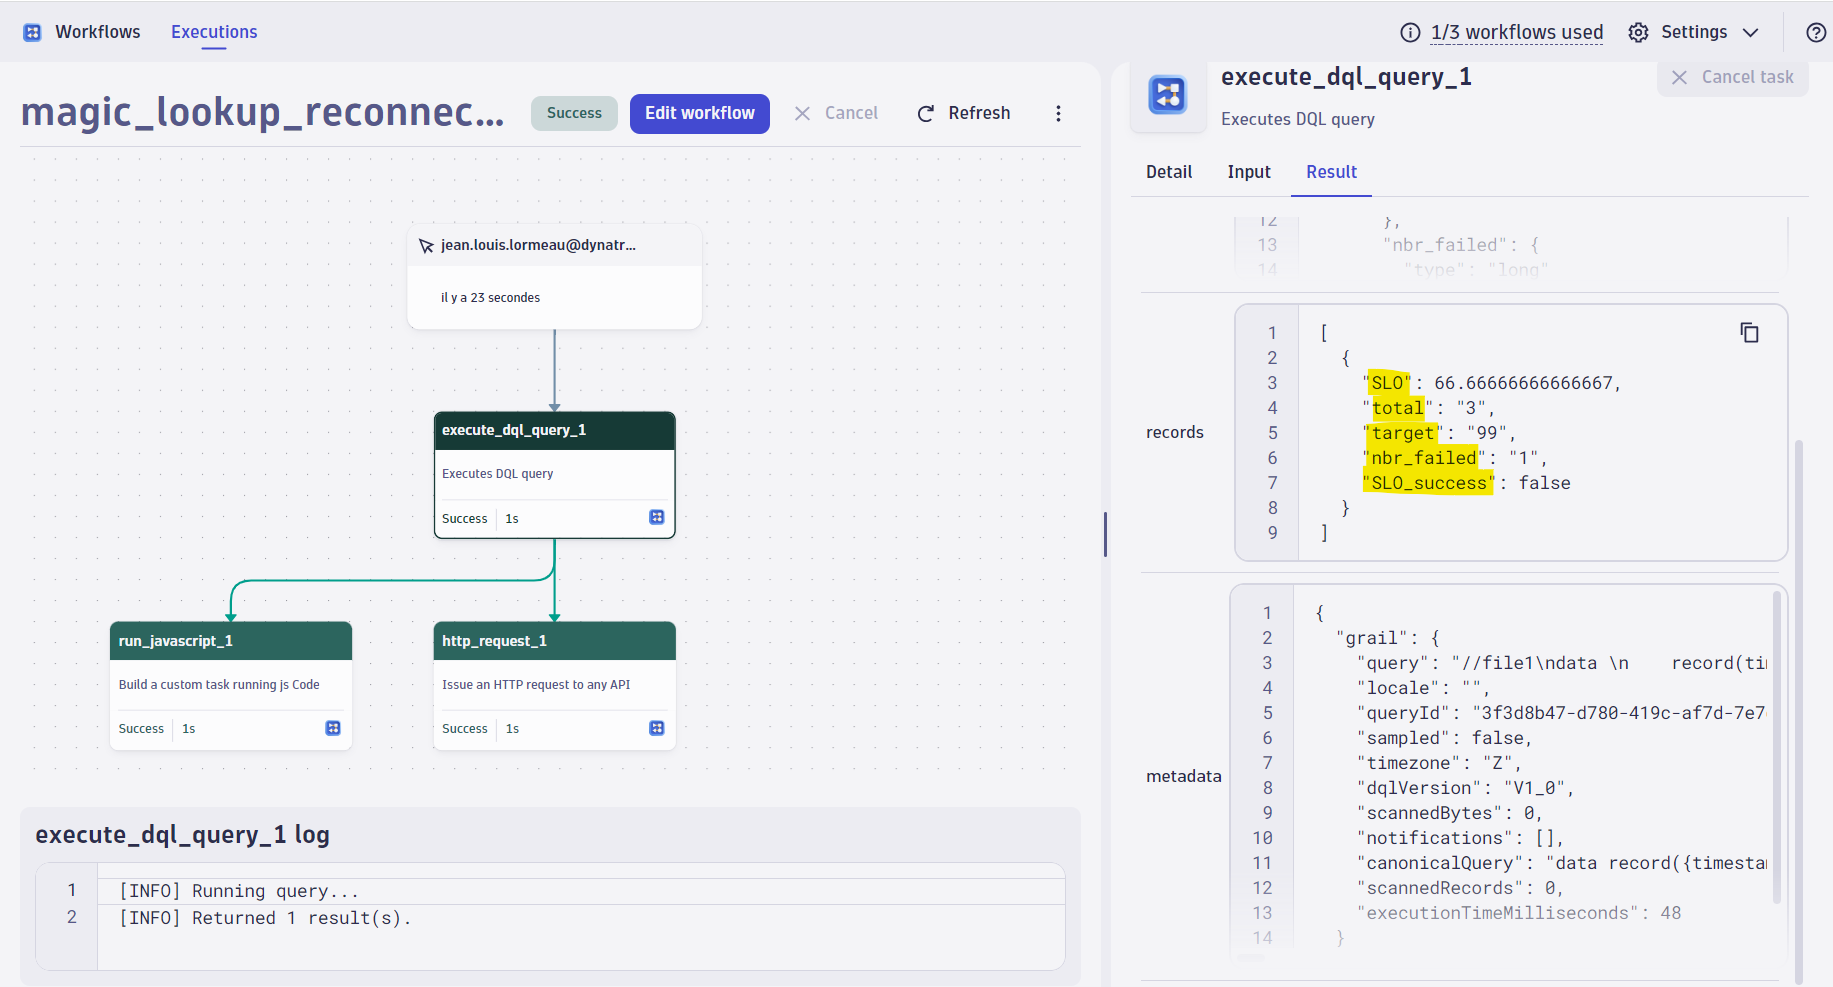 Workflows
Executions
1/3 workflows used
Settings
magic_lookup_reconnec...
Success
Edit workflow
Cancel
Refresh
jean.louis.lormeau@dynatr...
il y a 23 secondes
execute_dql_query_1
Executes DQL query
Success
1s
run_javascript_1
Build a custom task running js Code
Success
1s
http_request_1
Issue an HTTP request to any API
Success
1s
execute_dql_query_1 log
1 [INFO] Running query...
2 [INFO] Returned 1 result(s).
execute_dql_query_1
Cancel task
Executes DQL query
Detail
Input
Result
12 },
13 "nbr_failed": {
14 "type": "long"
records
1 [
2 {
3 "SLO": 66.66666666666667,
4 "total": "3",
5 "target": "99",
6 "nbr_failed": "1",
7 "SLO_success": false
8 }
9 ]
metadata
1 {
2 "grail": {
3 "query": "//file1\ndata \n    record(ti
4 "locale": "",
5 "queryId": "3f3d8b47-d780-419c-af7d-7e7
6 "sampled": false,
7 "timezone": "Z",
8 "dqlVersion": "V1_0",
9 "scannedBytes": 0,
10 "notifications": [],
11 "canonicalQuery": "data record({timesta
12 "scannedRecords": 0,
13 "executionTimeMilliseconds": 48
14 }